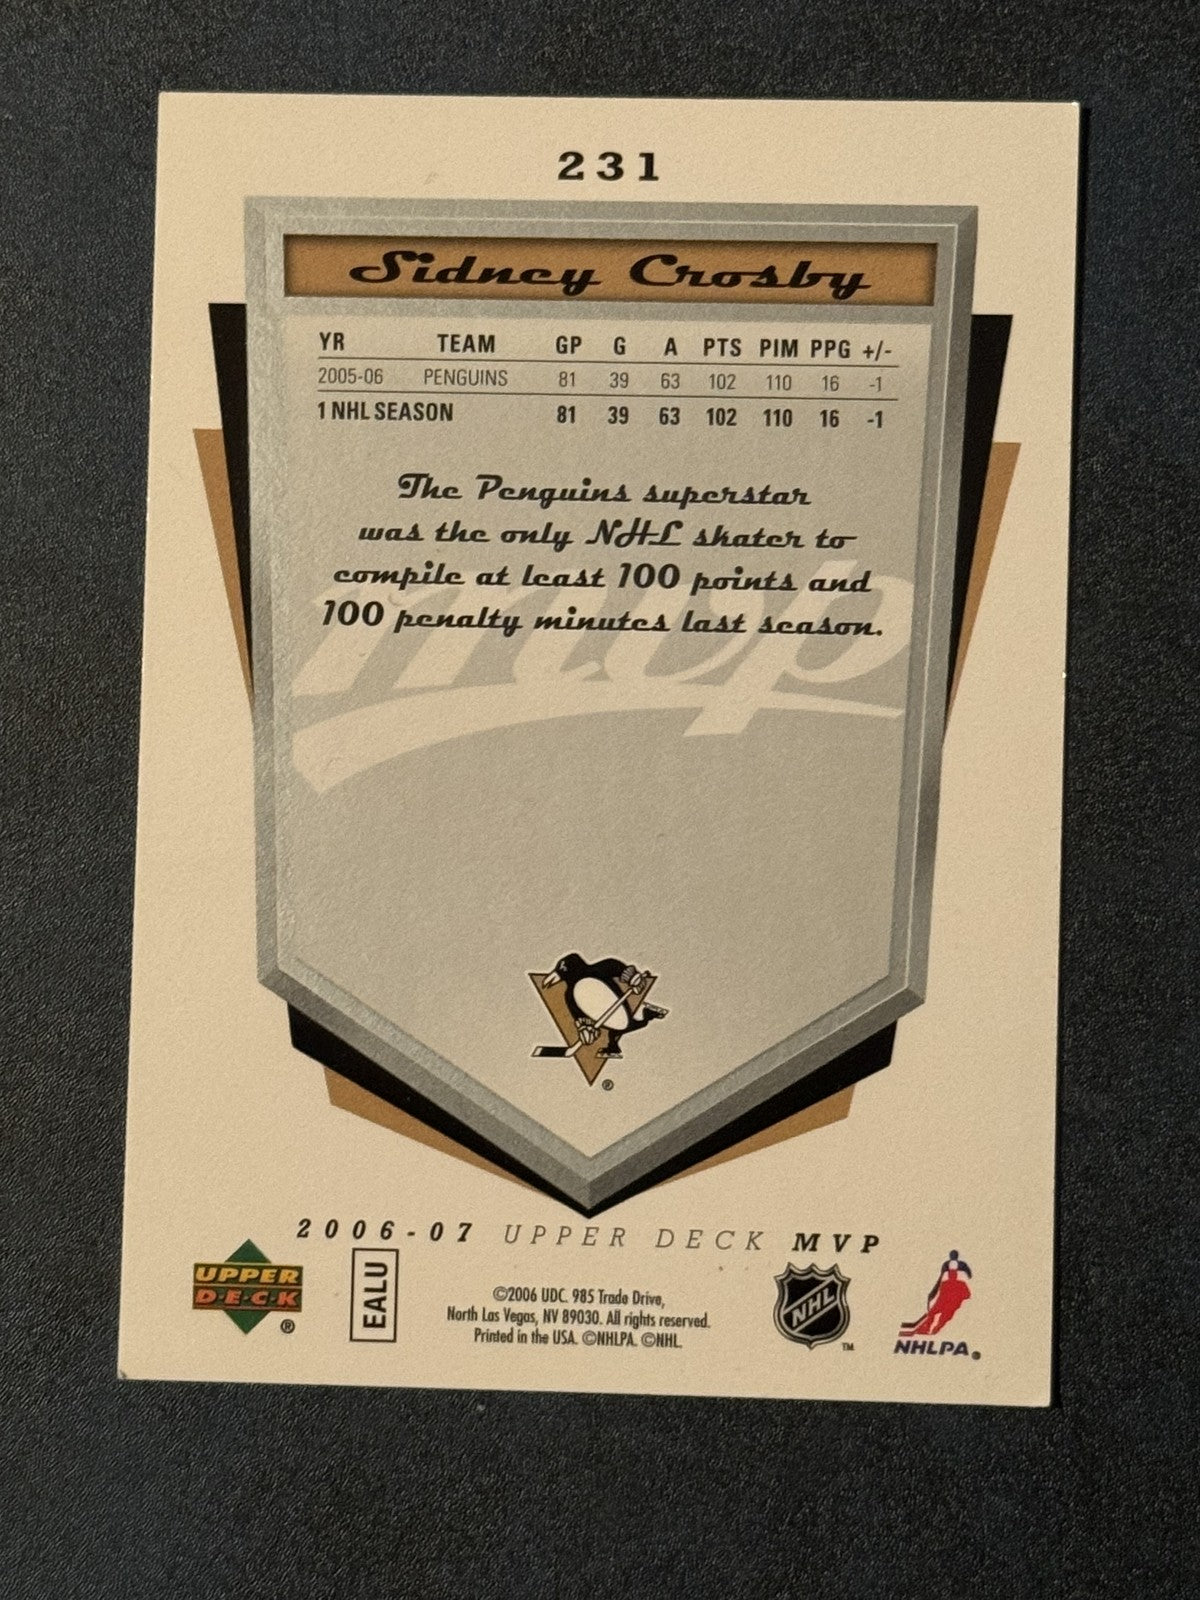 231
Sidney Crosby
YR TEAM GP G A PTS PIM PPG +/-
2005-06 PENGUINS 81 39 63 102 110 16 -1
1 NHL SEASON 81 39 63 102 110 16 -1
The Penguins superstar
was the only NHL skater to
compile at least 100 points and
100 penalty minutes last season.
mvp
®
2006-07 UPPER DECK MVP
UPPER
D·E·C·K
®
EALU
©2006 UDC. 985 Trade Drive,
North Las Vegas, NV 89030. All rights reserved.
Printed in the USA. ©NHLPA. ©NHL.
NHL
TM
NHLPA®